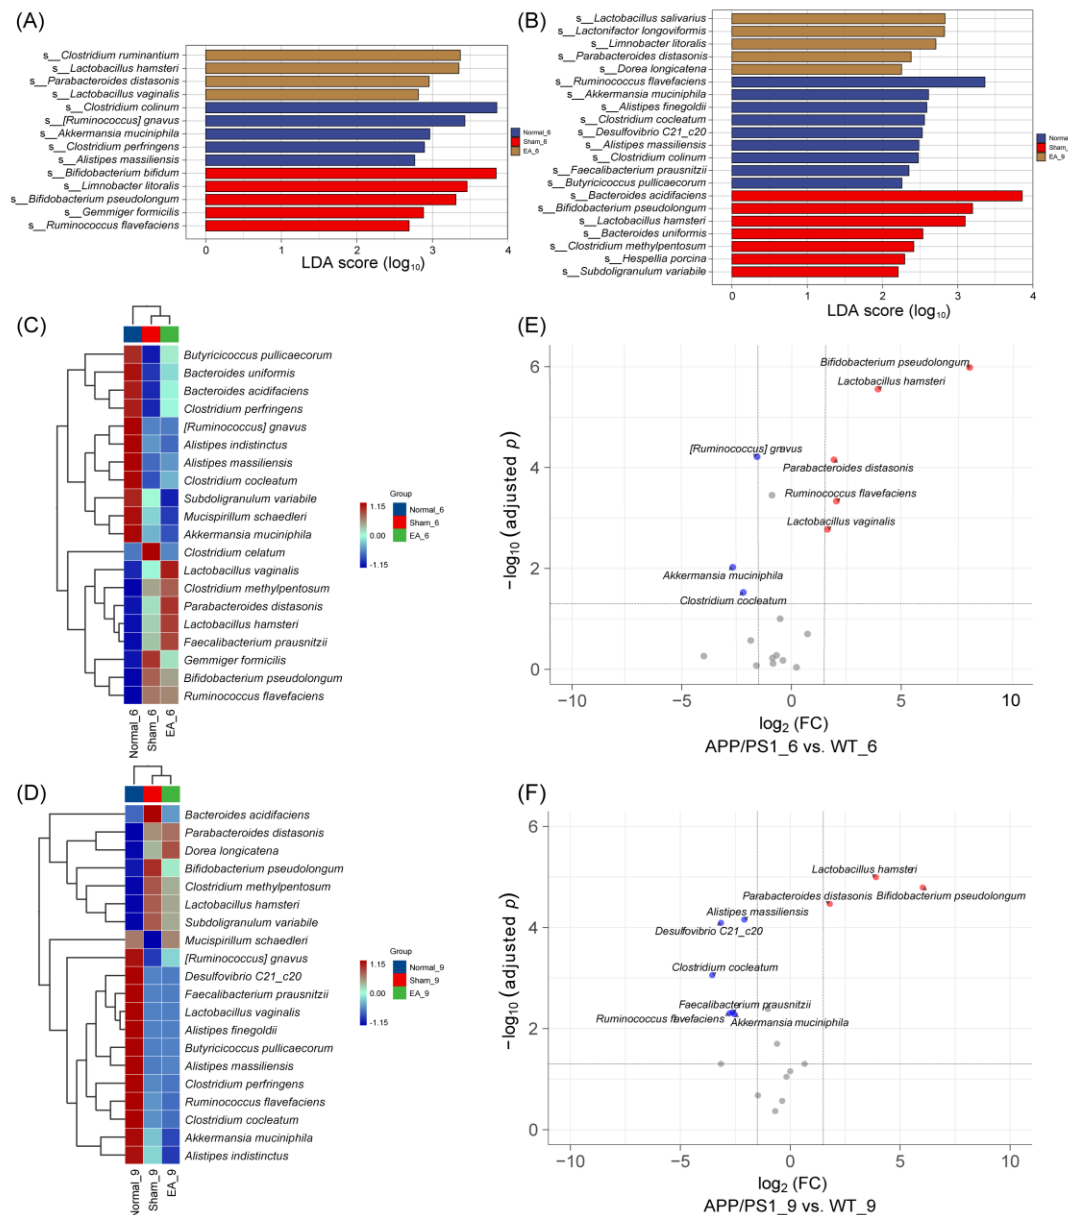 (A)
s__Clostridium ruminantium
s__Lactobacillus hamsteri
s__Parabacteroides distasonis
s__Lactobacillus vaginalis
s__Clostridium colinum
s__[Ruminococcus] gnavus
s__Akkermansia muciniphila
s__Clostridium perfringens
s__Alistipes massiliensis
s__Bifidobacterium bifidum
s__Limnobacter litoralis
s__Bifidobacterium pseudolongum
s__Gemmiger formicilis
s__Ruminococcus flavefaciens
0 1 2 3 4
LDA score (log10)
Normal_6
Sham_6
EA_6
(B)
s__Lactobacillus salivarius
s__Lactonifactor longoviformis
s__Limnobacter litoralis
s__Parabacteroides distasonis
s__Dorea longicatena
s__Ruminococcus flavefaciens
s__Akkermansia muciniphila
s__Alistipes finegoldii
s__Clostridium cocleatum
s__Desulfovibrio C21_c20
s__Alistipes massiliensis
s__Clostridium colinum
s__Faecalibacterium prausnitzii
s__Butyricicoccus pullicaecorum
s__Bacteroides acidifaciens
s__Bifidobacterium pseudolongum
s__Lactobacillus hamsteri
s__Bacteroides uniformis
s__Clostridium methylpentosum
s__Hespellia porcina
s__Subdoligranulum variabile
0 1 2 3 4
LDA score (log10)
Normal_
Sham_
EA_9
(C)
Butyricicoccus pullicaecorum
Bacteroides uniformis
Bacteroides acidifaciens
Clostridium perfringens
[Ruminococcus] gnavus
Alistipes indistinctus
Alistipes massiliensis
Clostridium cocleatum
Subdoligranulum variabile
Mucispirillum schaedleri
Akkermansia muciniphila
Clostridium celatum
Lactobacillus vaginalis
Clostridium methylpentosum
Parabacteroides distasonis
Lactobacillus hamsteri
Faecalibacterium prausnitzii
Gemmiger formicilis
Bifidobacterium pseudolongum
Ruminococcus flavefaciens
Normal_6
Sham_6
EA_6
1.15
0.00
-1.15
Group
Normal_6
Sham_6
EA_6
(E)
−log10 (adjusted p)
6
4
2
0
Bifidobacterium pseudolongum
Lactobacillus hamsteri
[Ruminococcus] gnavus
Parabacteroides distasonis
Ruminococcus flavefaciens
Lactobacillus vaginalis
Akkermansia muciniphila
Clostridium cocleatum
−10 −5 0 5 10
log2 (FC)
APP/PS1_6 vs. WT_6
(D)
Bacteroides acidifaciens
Parabacteroides distasonis
Dorea longicatena
Bifidobacterium pseudolongum
Clostridium methylpentosum
Lactobacillus hamsteri
Subdoligranulum variabile
Mucispirillum schaedleri
[Ruminococcus] gnavus
Desulfovibrio C21_c20
Faecalibacterium prausnitzii
Lactobacillus vaginalis
Alistipes finegoldii
Butyricicoccus pullicaecorum
Alistipes massiliensis
Clostridium perfringens
Ruminococcus flavefaciens
Clostridium cocleatum
Akkermansia muciniphila
Alistipes indistinctus
Normal_9
Sham_9
EA_9
1.15
0.00
-1.15
Group
Normal_9
Sham_9
EA_9
(F)
−log10 (adjusted p)
6
4
2
0
Lactobacillus hamsteri
Parabacteroides distasonis
Bifidobacterium pseudolongum
Alistipes massiliensis
Desulfovibrio C21_c20
Clostridium cocleatum
Faecalibacterium prausnitzii
Ruminococcus flavefaciens
Akkermansia muciniphila
−10 −5 0 5 10
log2 (FC)
APP/PS1_9 vs. WT_9